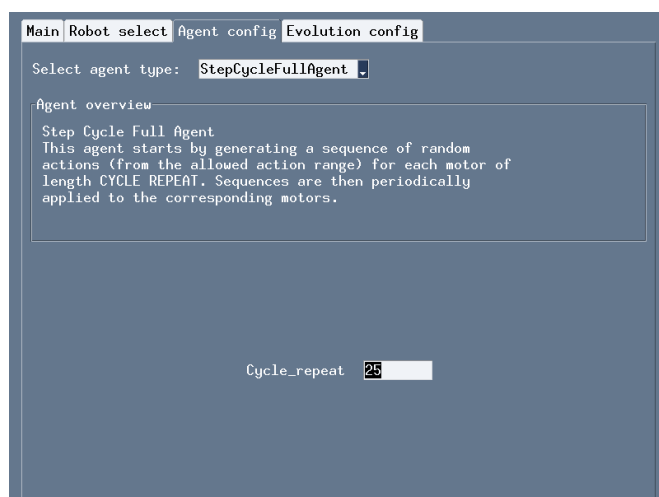 Main Robot select Agent config Evolution config
Select agent type: StepCycleFullAgent
Agent overview
Step Cycle Full Agent
This agent starts by generating a sequence of random
actions (from the allowed action range) for each motor of
length CYCLE REPEAT. Sequences are then periodically
applied to the corresponding motors.
Cycle_repeat 25